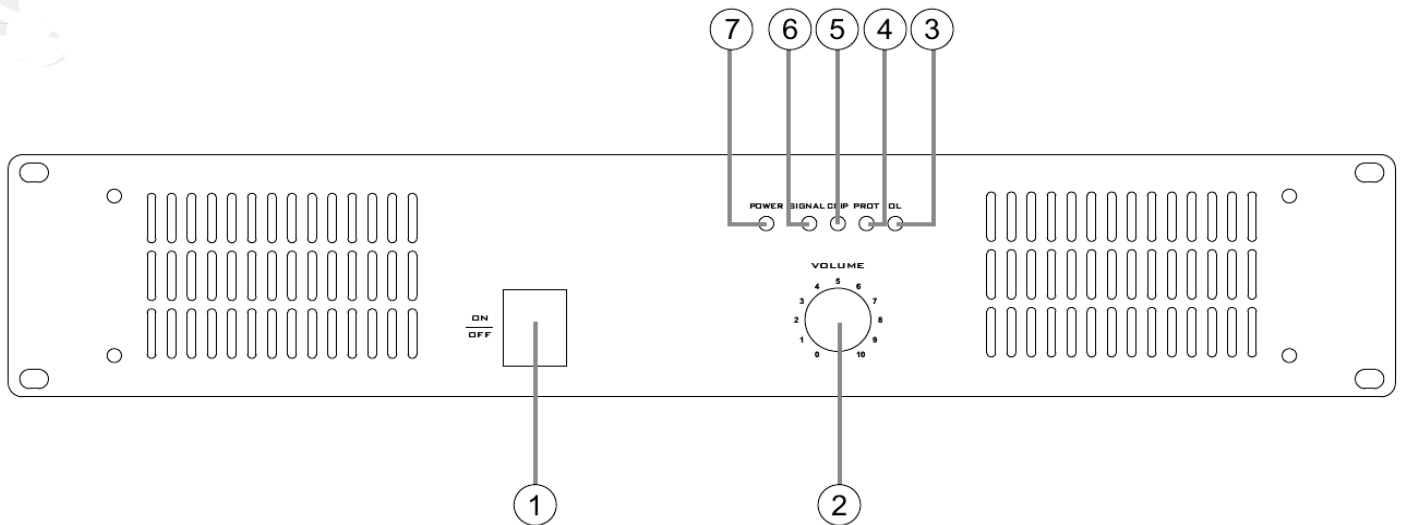 7 6 5 4 3
POWER SIGNAL CLIP PROT OL
VOLUME
0 1 2 3 4 5 6 7 8 9 10
ON
OFF
1 2